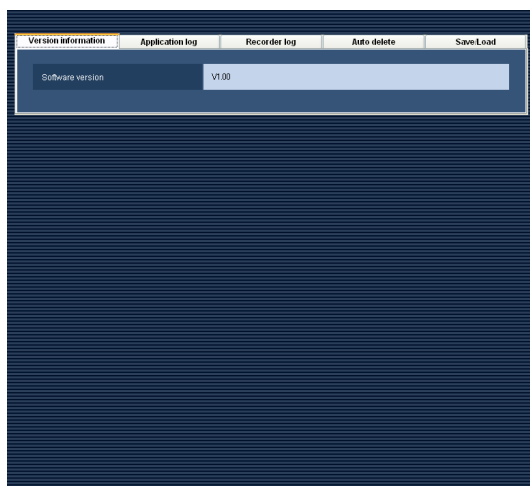 Version information Application log Recorder log Auto delete Save/Load
Software version V1.00